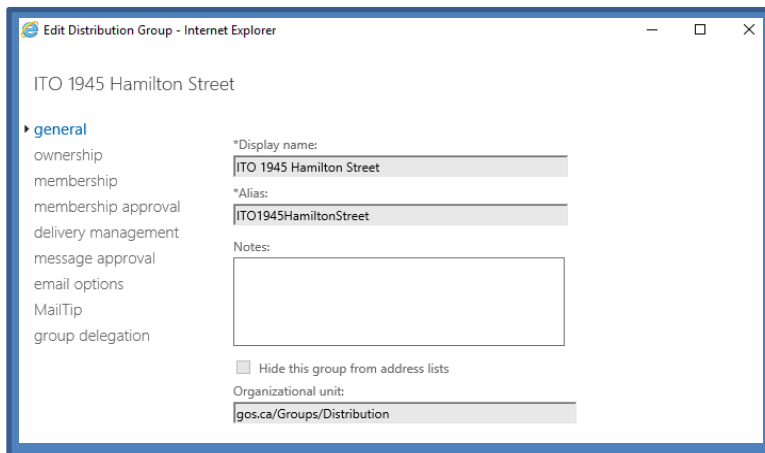 Edit Distribution Group - Internet Explorer
ITO 1945 Hamilton Street
general
ownership
membership
membership approval
delivery management
message approval
email options
MailTip
group delegation
*Display name:
ITO 1945 Hamilton Street
*Alias:
ITO1945HamiltonStreet
Notes:
Hide this group from address lists
Organizational unit:
gos.ca/Groups/Distribution